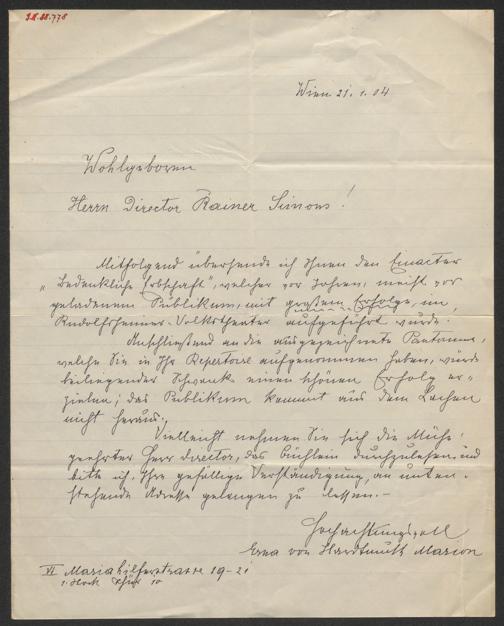 Wien 21. 1. 04
Wohlgeboren
Herrn Director Rainer Simons!
Mitfolgend übersende ich Ihnen den Einacter
"Bedenkliche Erbschaft", welcher vor Jahren, meist vor
geladenem Publikum, mit großem Erfolge, im
Rudolfsheimer-Volkstheater aufgeführt wurde.
Anschließend an die ausgezeichnete Pantomime,
welche Sie in Ihr Repertoire aufgenommen haben, würde
beiliegender Schwank einen schönen Erfolg er-
zielen; das Publikum kommt aus dem Lachen
nicht heraus.
Vielleicht nehmen Sie sich die Mühe,
geehrter Herr Director, das Büchlein durchzulesen und
bitte ich, Ihre gefällige Verständigung, an unten-
stehende Adresse gelangen zu lassen.-
Hochachtungsvoll
Erna von Hardtmuth Marion
VI Mariahilferstrasse 19-21
1. Stock Thür 10